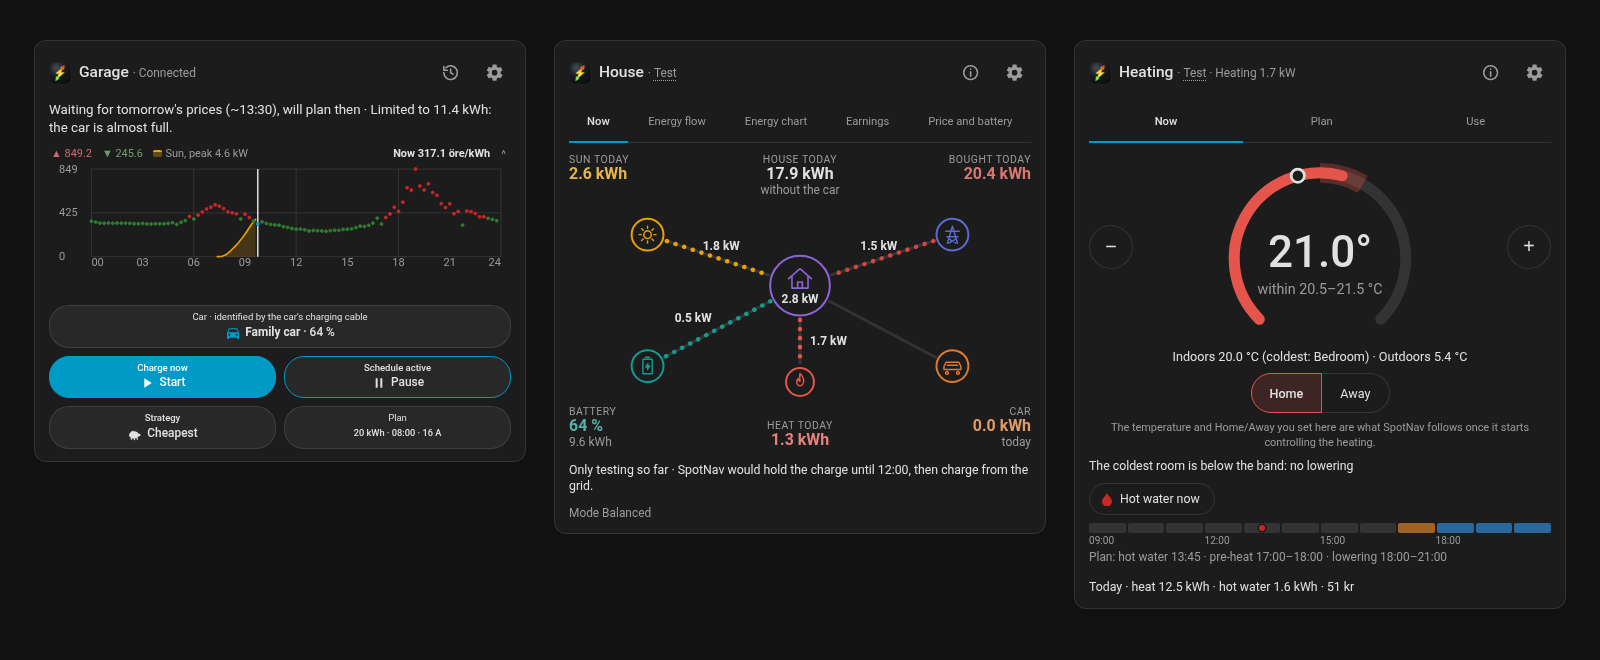 Garage · Connected
Waiting for tomorrow's prices (~13:30), will plan then · Limited to 11.4 kWh:
the car is almost full.
▲ 849.2 ▼ 245.6 Sun, peak 4.6 kW Now 317.1 öre/kWh ^
849
425
0
00 03 06 09 12 15 18 21 24
Car · identified by the car's charging cable
Family car · 64 %
Charge now
Start
Schedule active
Pause
Strategy
Cheapest
Plan
20 kWh · 08:00 · 16 A
House · Test
Now Energy flow Energy chart Earnings Price and battery
SUN TODAY
2.6 kWh
HOUSE TODAY
17.9 kWh
without the car
BOUGHT TODAY
20.4 kWh
1.8 kW
1.5 kW
2.8 kW
0.5 kW
1.7 kW
BATTERY
64 %
9.6 kWh
HEAT TODAY
1.3 kWh
CAR
0.0 kWh
today
Only testing so far · SpotNav would hold the charge until 12:00, then charge from the
grid.
Mode Balanced
Heating · Test · Heating 1.7 kW
Now Plan Use
−
21.0°
within 20.5–21.5 °C
+
Indoors 20.0 °C (coldest: Bedroom) · Outdoors 5.4 °C
Home Away
The temperature and Home/Away you set here are what SpotNav follows once it starts
controlling the heating.
The coldest room is below the band: no lowering
Hot water now
09:00 12:00 15:00 18:00
Plan: hot water 13:45 · pre-heat 17:00–18:00 · lowering 18:00–21:00
Today · heat 12.5 kWh · hot water 1.6 kWh · 51 kr